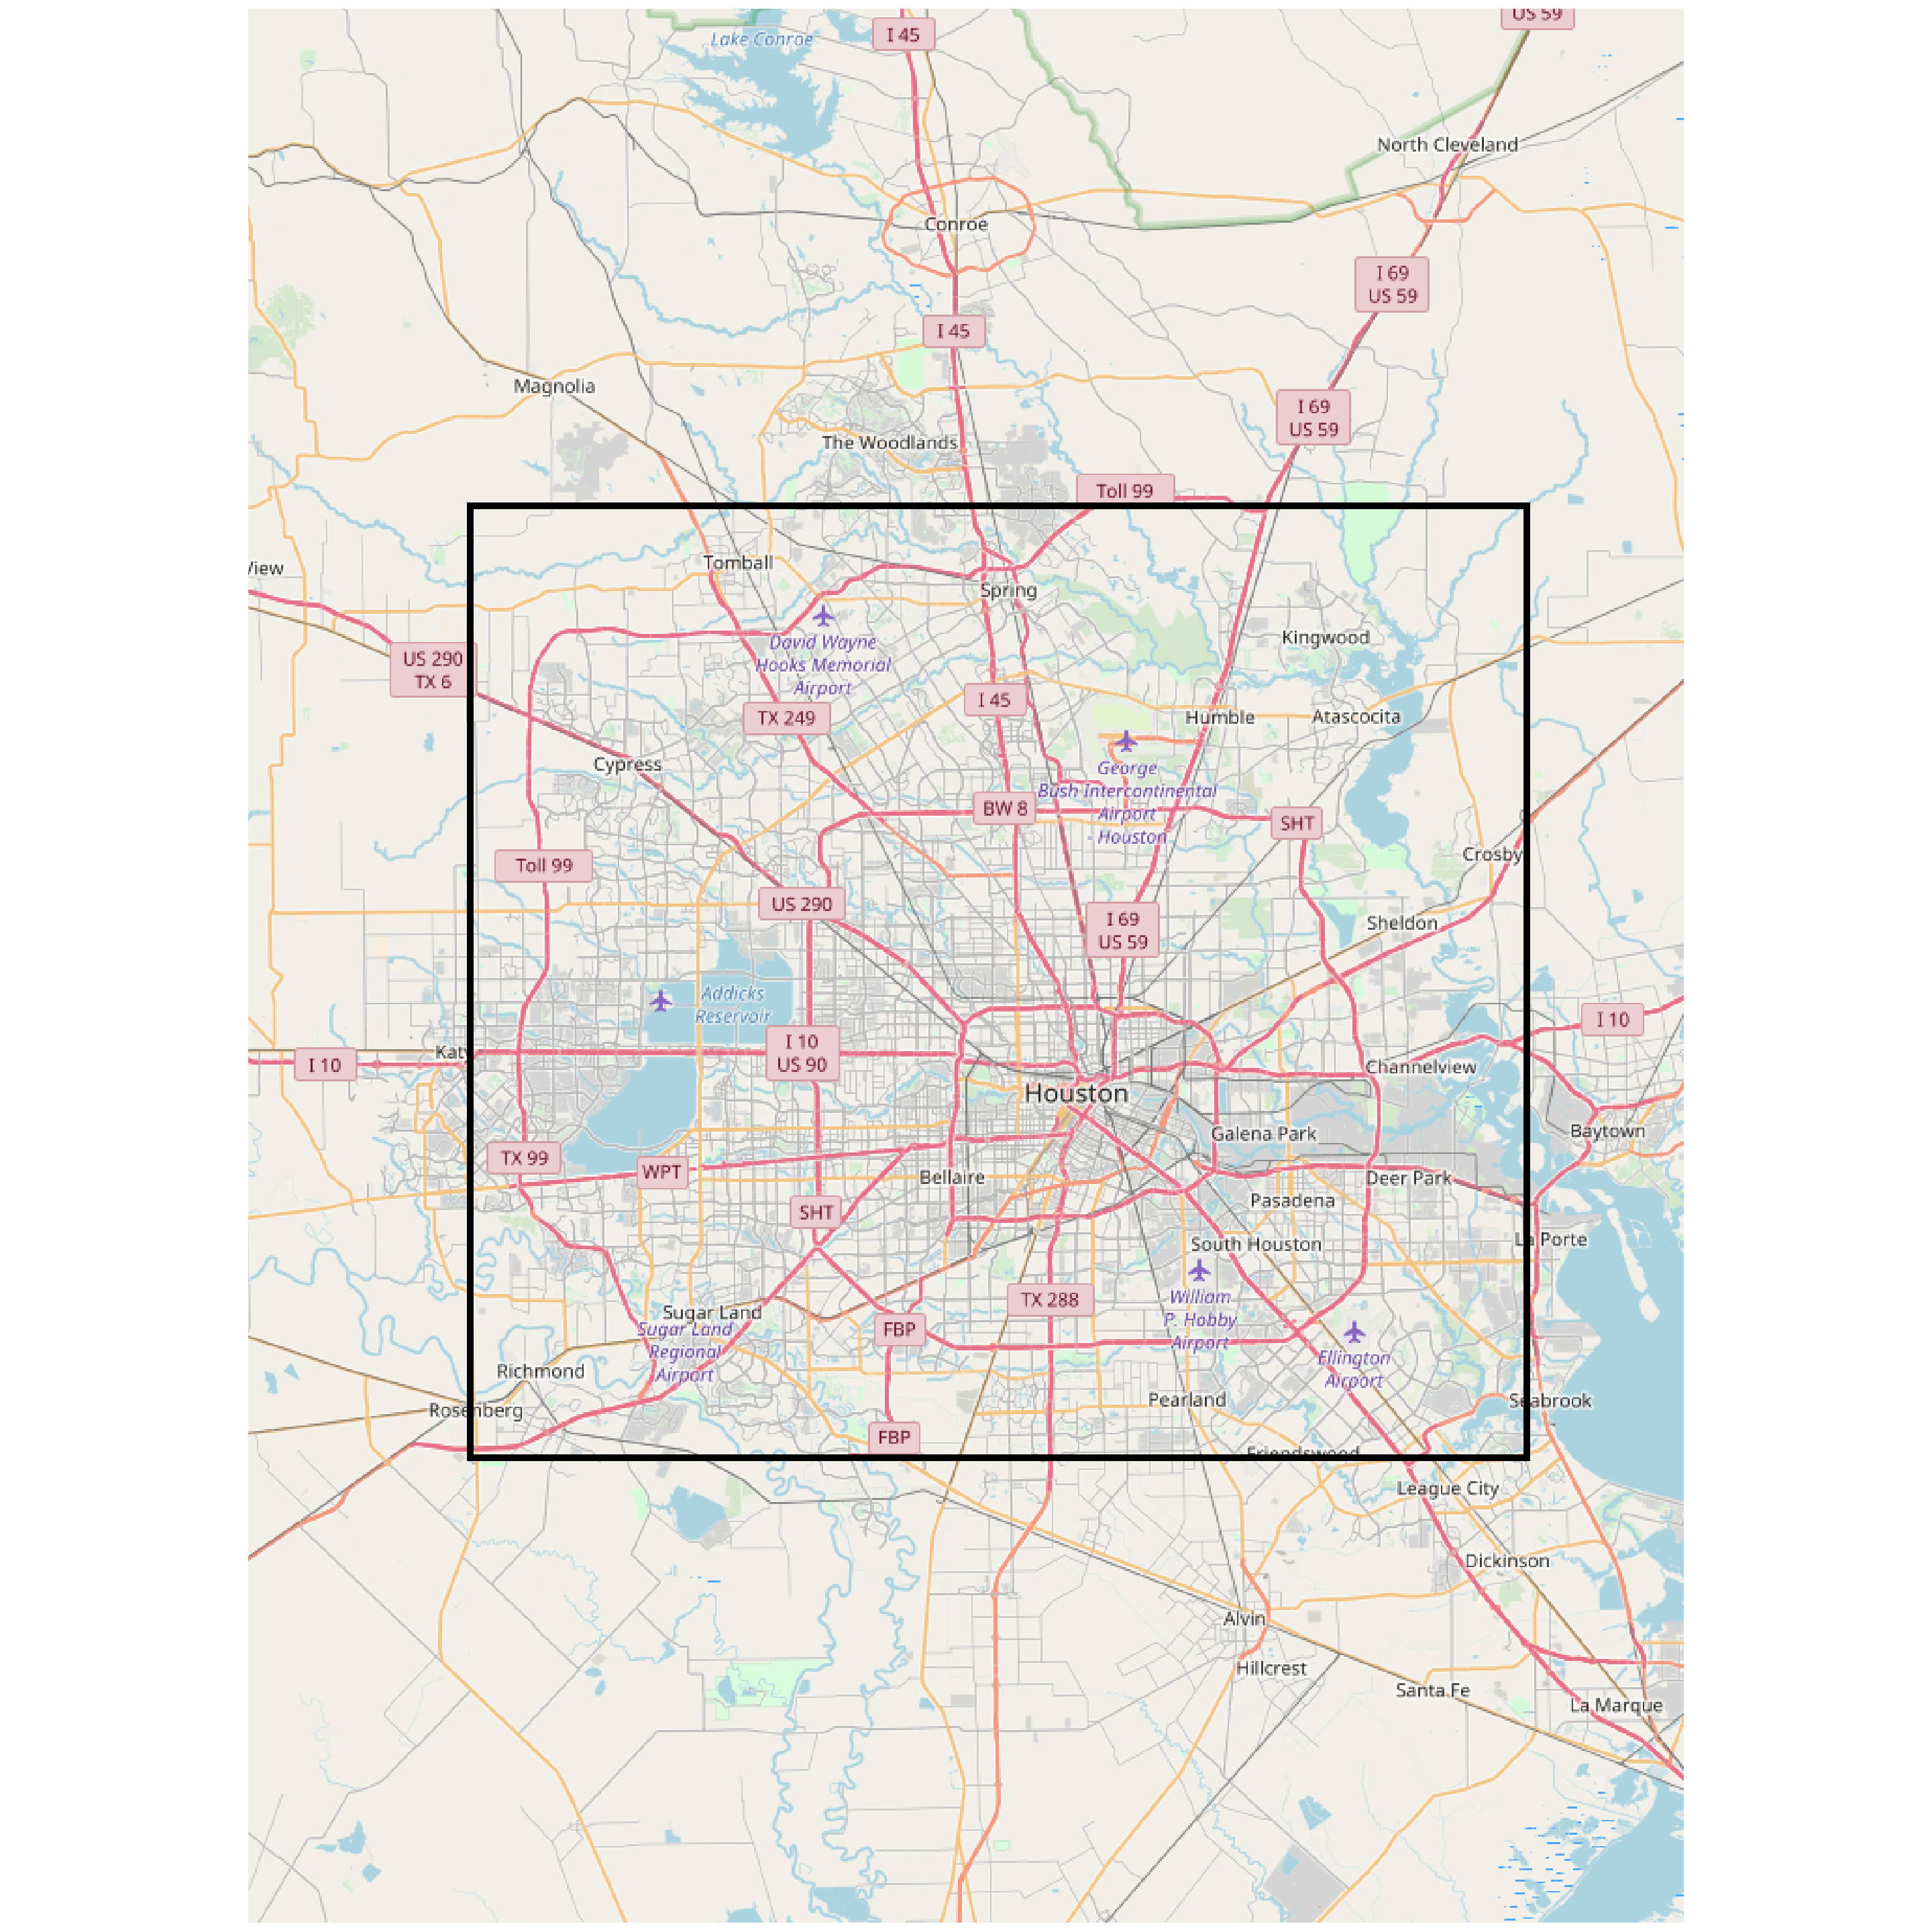 US 59
Lake Conroe
I 45
North Cleveland
Conroe
I 69
US 59
I 45
Magnolia
I 69
US 59
The Woodlands
Toll 99
Tomball
View
Spring
David Wayne
Hooks Memorial
Airport
Kingwood
US 290
TX 6
I 45
TX 249
Humble
Atascocita
Cypress
George
Bush Intercontinental
Airport
- Houston
BW 8
SHT
Toll 99
Crosby
US 290
I 69
US 59
Sheldon
Addicks
Reservoir
I 10
Katy
I 10
I 10
US 90
Channelview
Houston
Galena Park
Baytown
TX 99
WPT
Bellaire
Deer Park
Pasadena
SHT
South Houston
La Porte
Sugar Land
Sugar Land
Regional
Airport
FBP
TX 288
William
P. Hobby
Airport
Ellington
Airport
Richmond
Rosenberg
Pearland
Seabrook
FBP
Friendswood
League City
Dickinson
Alvin
Hillcrest
Santa Fe
La Marque